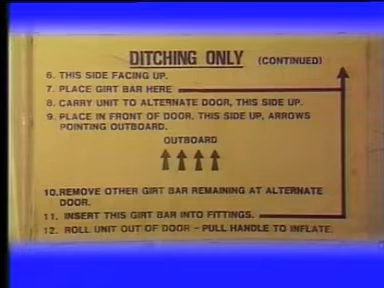 DITCHING ONLY (CONTINUED)
6. THIS SIDE FACING UP.
7. PLACE GIRT BAR HERE
8. CARRY UNIT TO ALTERNATE DOOR, THIS SIDE UP.
9. PLACE IN FRONT OF DOOR, THIS SIDE UP, ARROWS
POINTING OUTBOARD.
OUTBOARD
10. REMOVE OTHER GIRT BAR REMAINING AT ALTERNATE
DOOR.
11. INSERT THIS GIRT BAR INTO FITTINGS.
12. ROLL UNIT OUT OF DOOR - PULL HANDLE TO INFLATE.